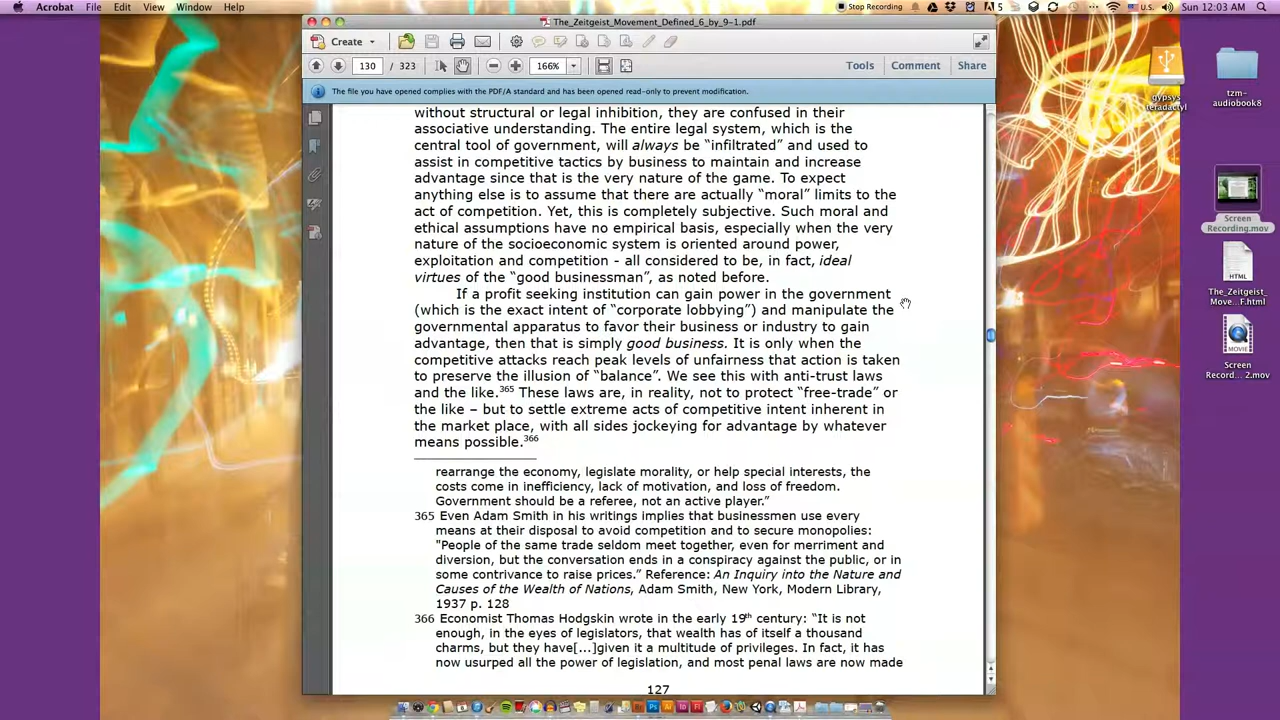 Acrobat File Edit View Window Help
Stop Recording
5
U.S. Sun 12:03 AM
The_Zeitgeist_Movement_Defined_6_by_9-1.pdf
Create
130 / 323
166%
Tools Comment Share
The file you have opened complies with the PDF/A standard and has been opened read-only to prevent modification.
without structural or legal inhibition, they are confused in their
associative understanding. The entire legal system, which is the
central tool of government, will always be “infiltrated” and used to
assist in competitive tactics by business to maintain and increase
advantage since that is the very nature of the game. To expect
anything else is to assume that there are actually “moral” limits to the
act of competition. Yet, this is completely subjective. Such moral and
ethical assumptions have no empirical basis, especially when the very
nature of the socioeconomic system is oriented around power,
exploitation and competition - all considered to be, in fact, ideal
virtues of the “good businessman”, as noted before.
If a profit seeking institution can gain power in the government
(which is the exact intent of “corporate lobbying”) and manipulate the
governmental apparatus to favor their business or industry to gain
advantage, then that is simply good business. It is only when the
competitive attacks reach peak levels of unfairness that action is taken
to preserve the illusion of “balance”. We see this with anti-trust laws
and the like.365 These laws are, in reality, not to protect “free-trade” or
the like – but to settle extreme acts of competitive intent inherent in
the market place, with all sides jockeying for advantage by whatever
means possible.366
rearrange the economy, legislate morality, or help special interests, the
costs come in inefficiency, lack of motivation, and loss of freedom.
Government should be a referee, not an active player.”
365 Even Adam Smith in his writings implies that businessmen use every
means at their disposal to avoid competition and to secure monopolies:
"People of the same trade seldom meet together, even for merriment and
diversion, but the conversation ends in a conspiracy against the public, or in
some contrivance to raise prices.” Reference: An Inquiry into the Nature and
Causes of the Wealth of Nations, Adam Smith, New York, Modern Library,
1937 p. 128
366 Economist Thomas Hodgskin wrote in the early 19th century: “It is not
enough, in the eyes of legislators, that wealth has of itself a thousand
charms, but they have[...]given it a multitude of privileges. In fact, it has
now usurped all the power of legislation, and most penal laws are now made
127
gypsys
teradactyl
tzm-
audiobook8
Screen
Recording.mov
HTML
The_Zeitgeist_
Move...F.html
MOVIE
Screen
Record... 2.mov